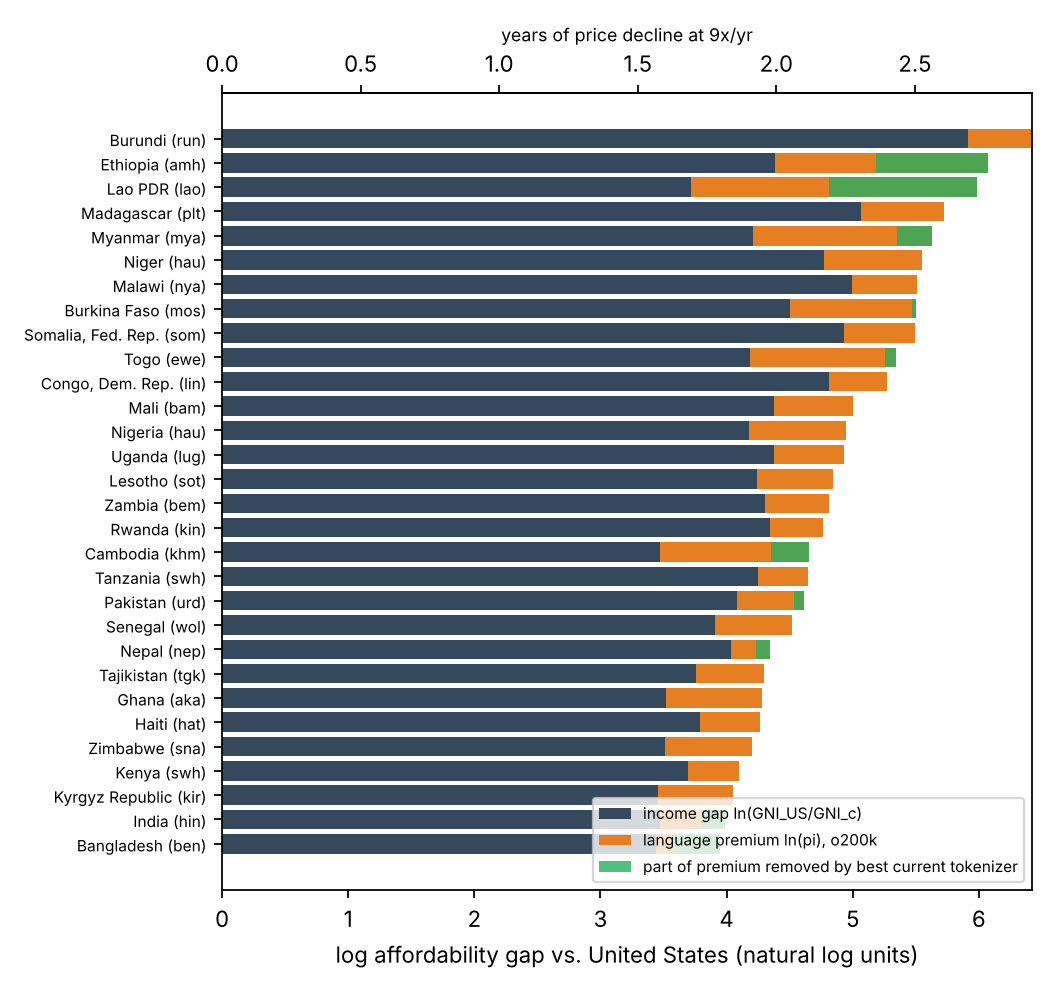 years of price decline at 9x/yr
0.0 0.5 1.0 1.5 2.0 2.5
Burundi (run)
Ethiopia (amh)
Lao PDR (lao)
Madagascar (plt)
Myanmar (mya)
Niger (hau)
Malawi (nya)
Burkina Faso (mos)
Somalia, Fed. Rep. (som)
Togo (ewe)
Congo, Dem. Rep. (lin)
Mali (bam)
Nigeria (hau)
Uganda (lug)
Lesotho (sot)
Zambia (bem)
Rwanda (kin)
Cambodia (khm)
Tanzania (swh)
Pakistan (urd)
Senegal (wol)
Nepal (nep)
Tajikistan (tgk)
Ghana (aka)
Haiti (hat)
Zimbabwe (sna)
Kenya (swh)
Kyrgyz Republic (kir)
India (hin)
Bangladesh (ben)
income gap ln(GNI_US/GNI_c)
language premium ln(pi), o200k
part of premium removed by best current tokenizer
0 1 2 3 4 5 6
log affordability gap vs. United States (natural log units)